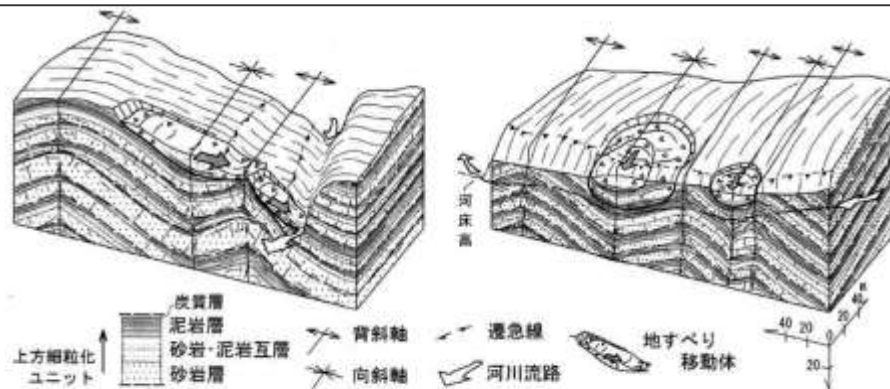 河床高
炭質層
泥岩層
砂岩・泥岩互層
砂岩層
上方細粒化
ユニット
背斜軸
向斜軸
遷急線
河川流路
地すべり
移動体
40 20 0
20 40 m
20